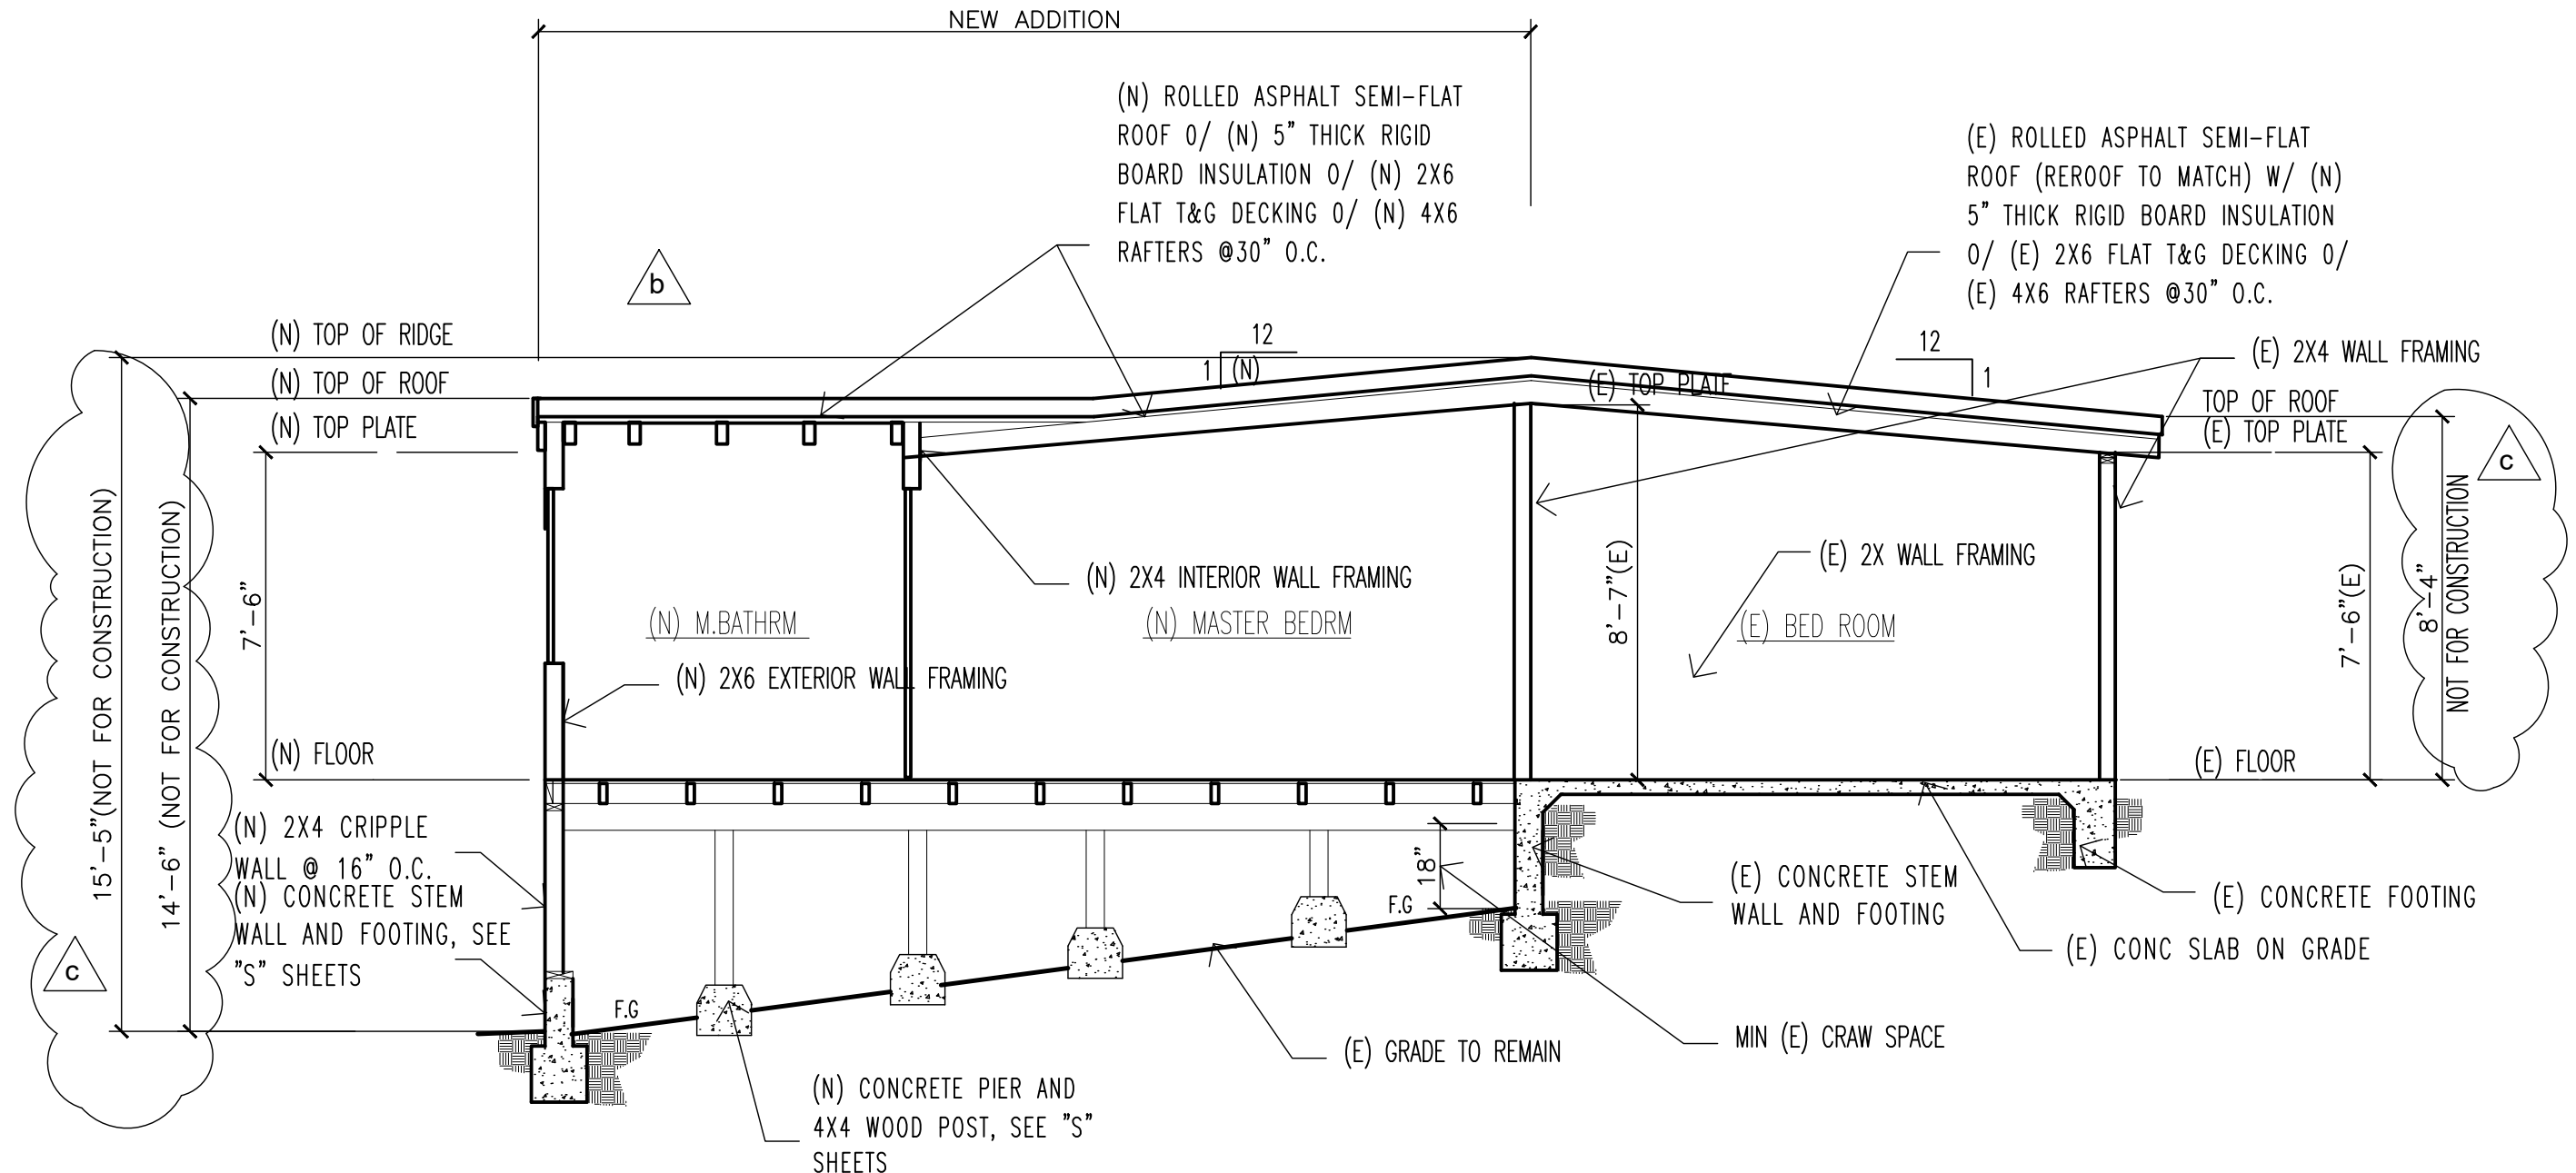 NEW ADDITION
(N) ROLLED ASPHALT SEMI-FLAT
ROOF O/ (N) 5" THICK RIGID
BOARD INSULATION O/ (N) 2X6
FLAT T&G DECKING O/ (N) 4X6
RAFTERS @30" O.C.
(E) ROLLED ASPHALT SEMI-FLAT
ROOF (REROOF TO MATCH) W/ (N)
5" THICK RIGID BOARD INSULATION
O/ (E) 2X6 FLAT T&G DECKING O/
(E) 4X6 RAFTERS @30" O.C.
b
(N) TOP OF RIDGE
12
1 (N)
12
1
(E) 2X4 WALL FRAMING
(N) TOP OF ROOF
(E) TOP PLATE
TOP OF ROOF
(N) TOP PLATE
(E) TOP PLATE
c
15'-5"(NOT FOR CONSTRUCTION)
14'-6" (NOT FOR CONSTRUCTION)
7'-6"
(N) 2X4 INTERIOR WALL FRAMING
(E) 2X WALL FRAMING
8'-7"(E)
7'-6"(E)
8'-4"
NOT FOR CONSTRUCTION
(N) M.BATHRM
(N) MASTER BEDRM
(E) BED ROOM
(N) 2X6 EXTERIOR WALL FRAMING
(N) FLOOR
(E) FLOOR
(N) 2X4 CRIPPLE
WALL @ 16" O.C.
(N) CONCRETE STEM
WALL AND FOOTING, SEE
"S" SHEETS
c
18"
F.G
F.G
(E) CONCRETE STEM
WALL AND FOOTING
(E) CONCRETE FOOTING
(E) CONC SLAB ON GRADE
MIN (E) CRAW SPACE
(E) GRADE TO REMAIN
(N) CONCRETE PIER AND
4X4 WOOD POST, SEE "S"
SHEETS